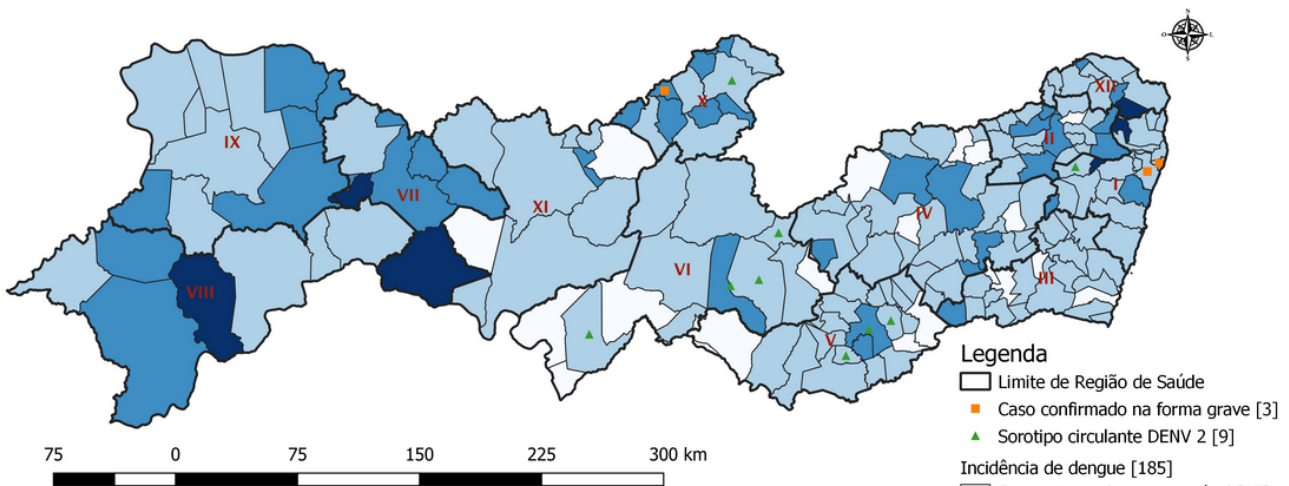 N
O L
S
XII
X
II
IX
I
VII
XI
IV
VI
III
VIII
V
Legenda
Limite de Região de Saúde
Caso confirmado na forma grave [3]
Sorotipo circulante DENV 2 [9]
75 0 75 150 225 300 km
Incidência de dengue [185]